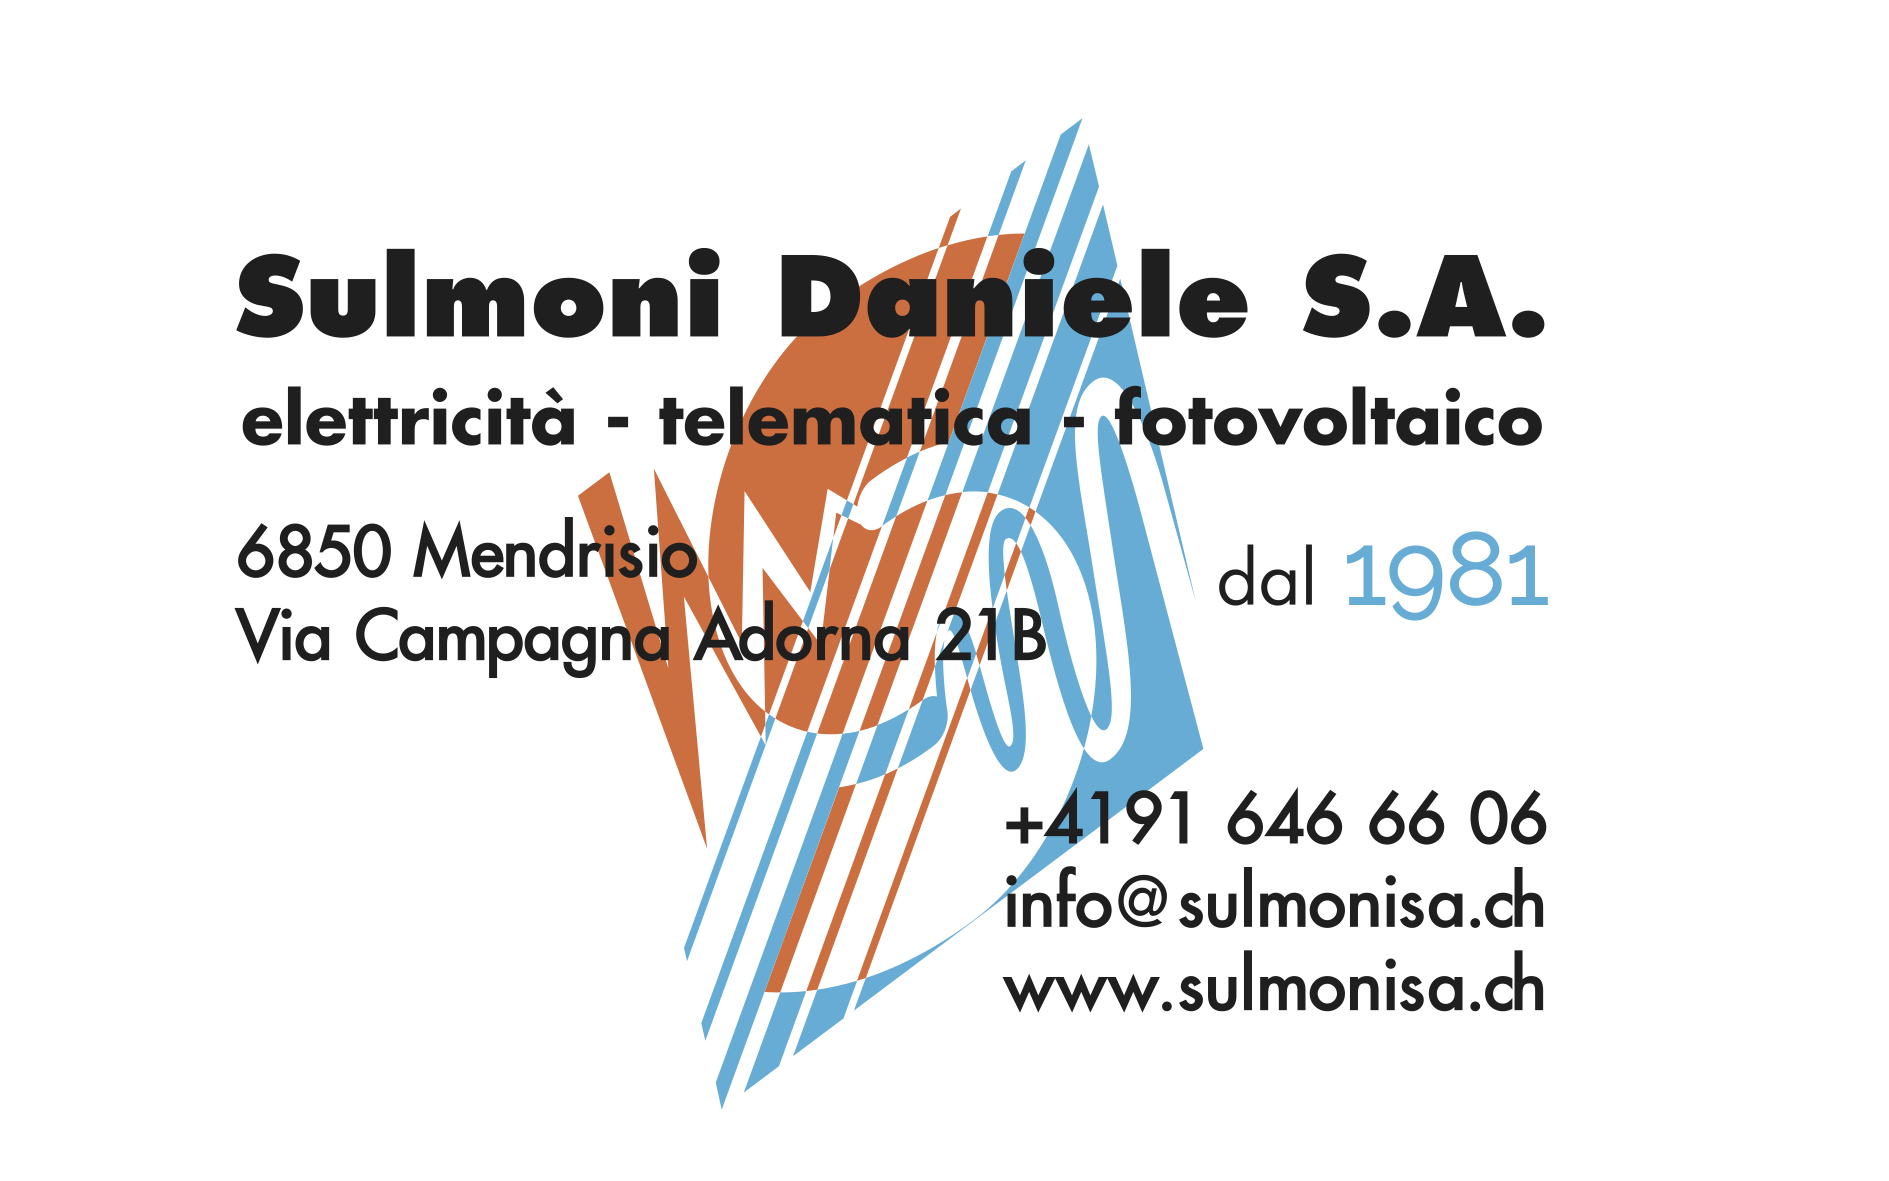 Sulmoni Daniele S.A.
elettricità - telematica - fotovoltaico
6850 Mendrisio
Via Campagna Adorna 21B
dal 1981
+4191 646 66 06
info@sulmonisa.ch
www.sulmonisa.ch